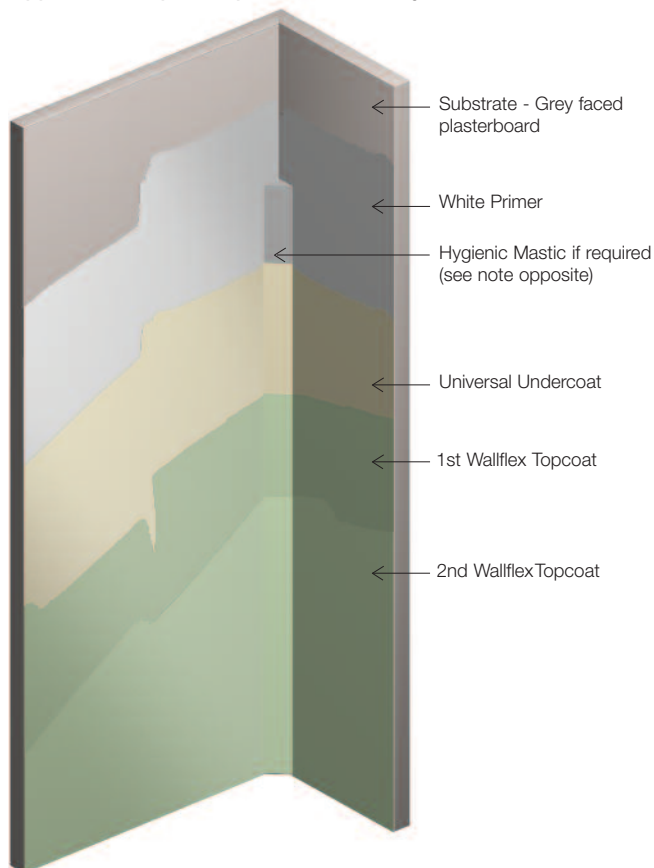 Substrate - Grey faced
plasterboard
White Primer
Hygienic Mastic if required
(see note opposite)
Universal Undercoat
1st Wallflex Topcoat
2nd WallflexTopcoat